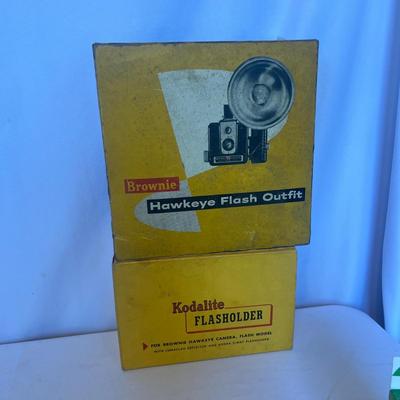 Brownie
Hawkeye Flash Outfit
Kodalite
FLASHOLDER
FOR BROWNIE HAWKEYE CAMERA, FLASH MODEL